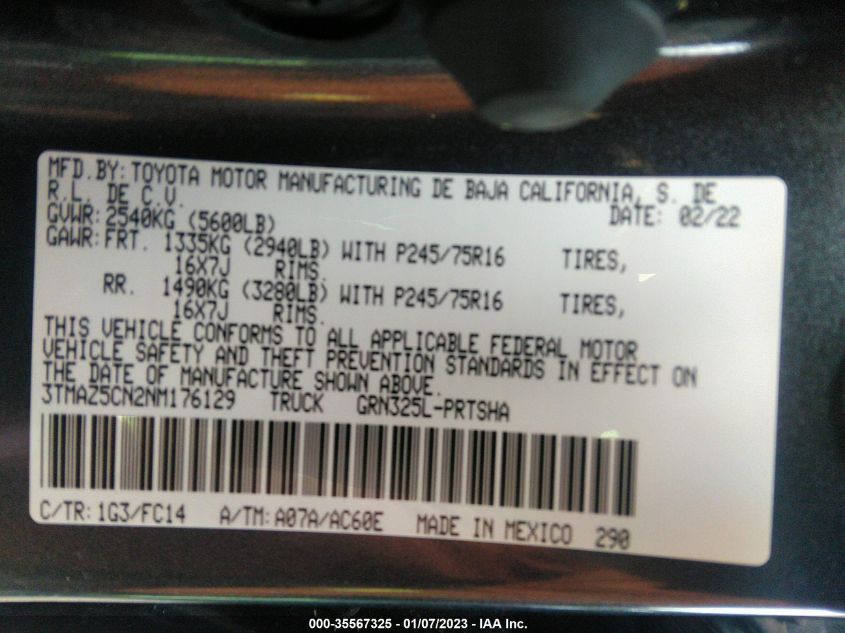 MFD.BY: TOYOTA MOTOR MANUFACTURING DE BAJA CALIFORNIA, S. DE
R.L. DE C.V. DATE: 02/22
GVWR: 2540KG (5600LB)
GAWR: FRT. 1335KG (2940LB) WITH P245/75R16 TIRES,
16X7J RIMS.
RR. 1490KG (3280LB) WITH P245/75R16 TIRES,
16X7J RIMS.
THIS VEHICLE CONFORMS TO ALL APPLICABLE FEDERAL MOTOR
VEHICLE SAFETY AND THEFT PREVENTION STANDARDS IN EFFECT ON
THE DATE OF MANUFACTURE SHOWN ABOVE.
3TMAZ5CN2NM176129 TRUCK GRN325L-PRTSHA
C/TR: 1G3/FC14 A/TM: A07A/AC60E MADE IN MEXICO 290
000-35567325 - 01/07/2023 - IAA Inc.